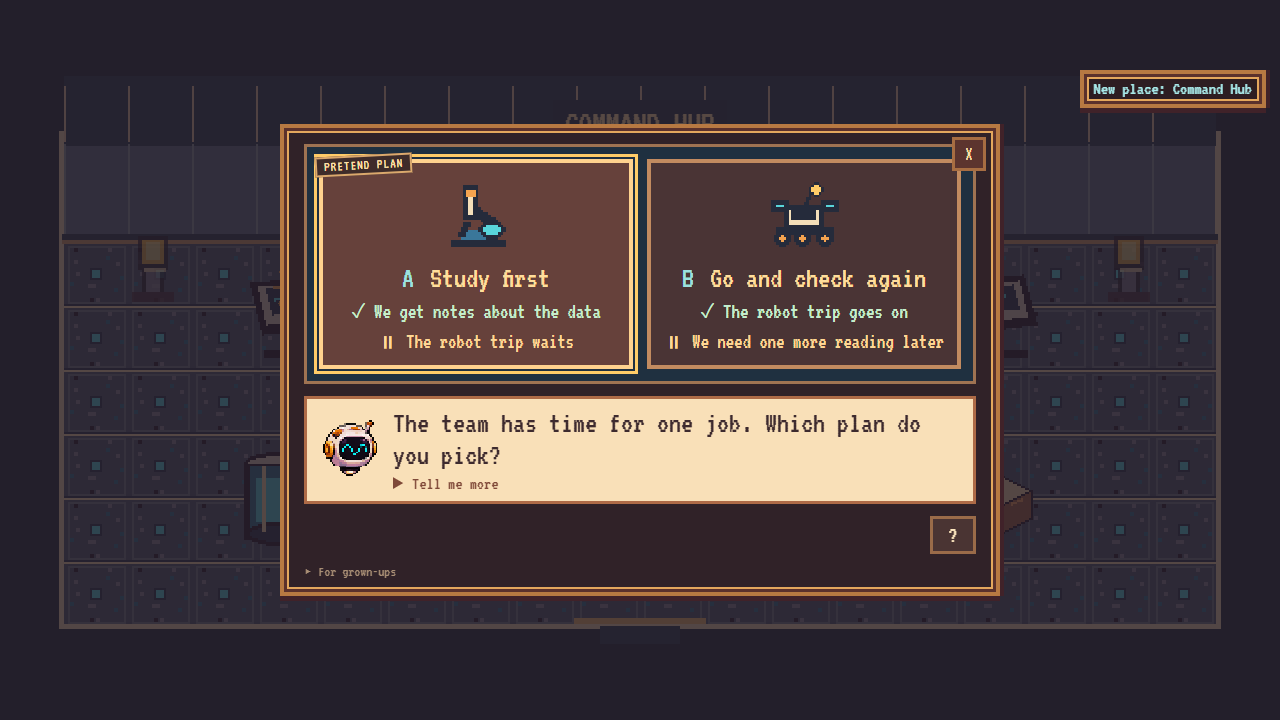 New place: Command Hub
COMMAND HUB
X
PRETEND PLAN
A Study first
✓ We get notes about the data
The robot trip waits
B Go and check again
✓ The robot trip goes on
We need one more reading later
The team has time for one job. Which plan do
you pick?
▶ Tell me more
?
▶ For grown-ups